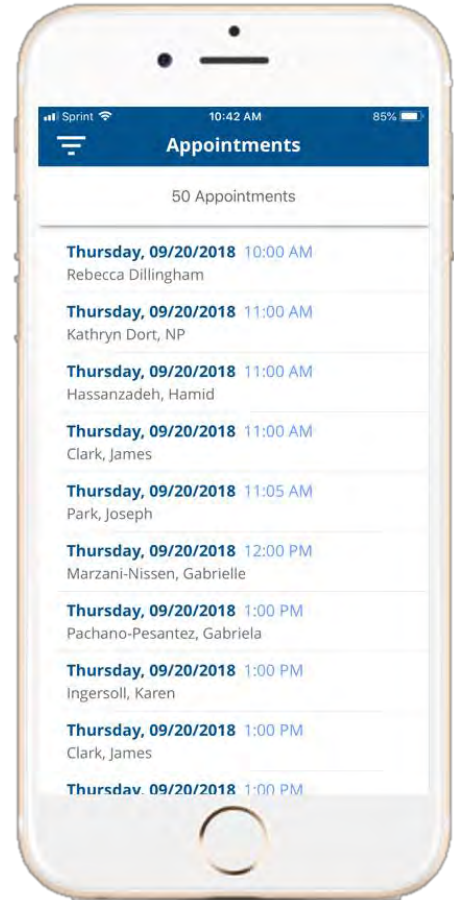 Sprint 10:42 AM 85%
Appointments
50 Appointments
Thursday, 09/20/2018 10:00 AM
Rebecca Dillingham
Thursday, 09/20/2018 11:00 AM
Kathryn Dort, NP
Thursday, 09/20/2018 11:00 AM
Hassanzadeh, Hamid
Thursday, 09/20/2018 11:00 AM
Clark, James
Thursday, 09/20/2018 11:05 AM
Park, Joseph
Thursday, 09/20/2018 12:00 PM
Marzani-Nissen, Gabrielle
Thursday, 09/20/2018 1:00 PM
Pachano-Pesantez, Gabriela
Thursday, 09/20/2018 1:00 PM
Ingersoll, Karen
Thursday, 09/20/2018 1:00 PM
Clark, James
Thursday, 09/20/2018 1:00 PM